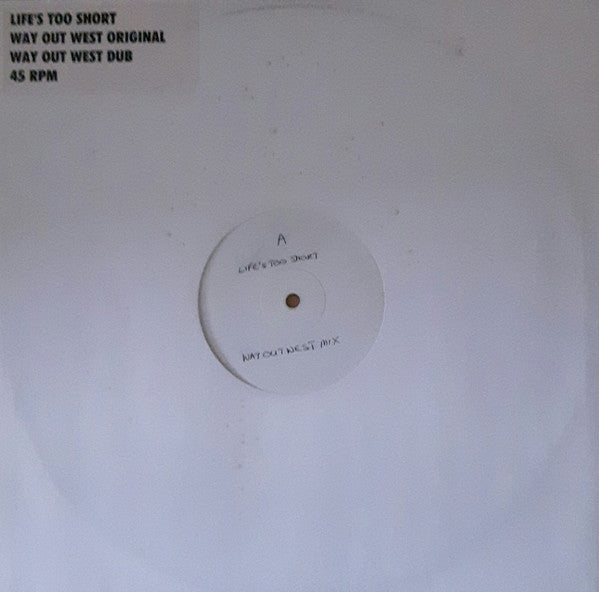 LIFE'S TOO SHORT
WAY OUT WEST ORIGINAL
WAY OUT WEST DUB
45 RPM
A
LIFE'S TOO SHORT
WAY OUT WEST MIX